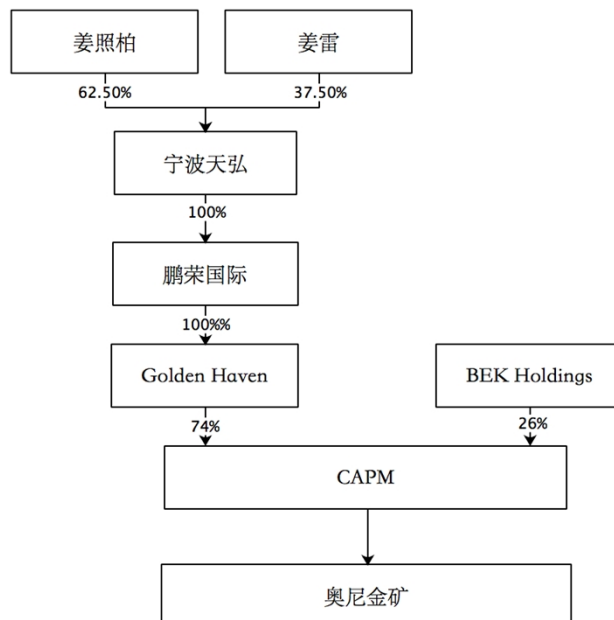 姜照柏
姜雷
62.50%
37.50%
宁波天弘
100%
鹏荣国际
100%%
Golden Haven
BEK Holdings
74%
26%
CAPM
奥尼金矿